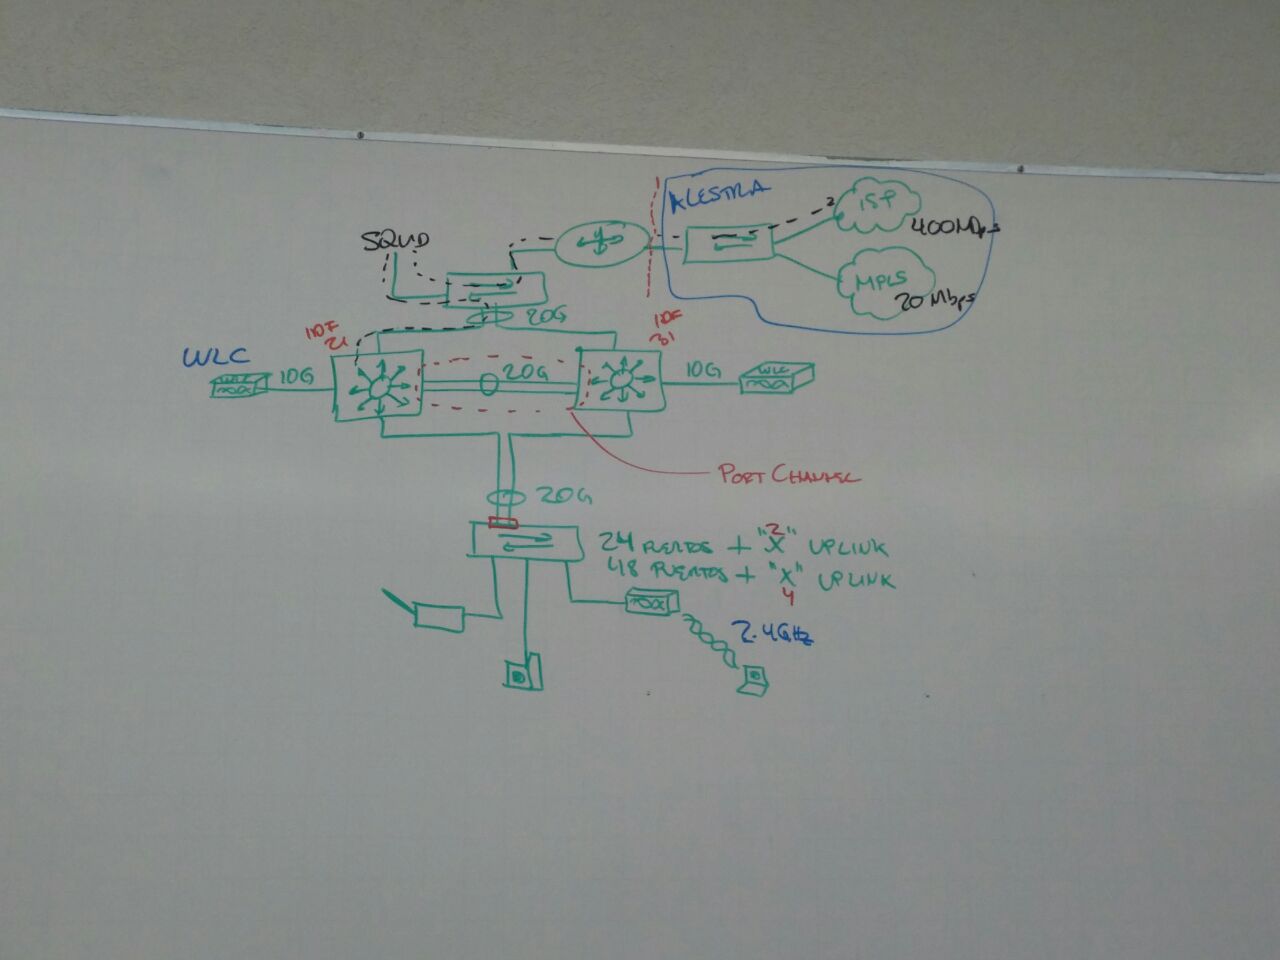 ALESTRA
ISP
400Mbps
MPLS
20 Mbps
SQUID
20G
IDF
21
IDF
31
WLC
WLC
10G
20G
10G
WLC
PORT CHANNEL
20G
24 PUERTOS + "X" UPLINK
2
48 PUERTOS + "X" UPLINK
4
2.4GHz